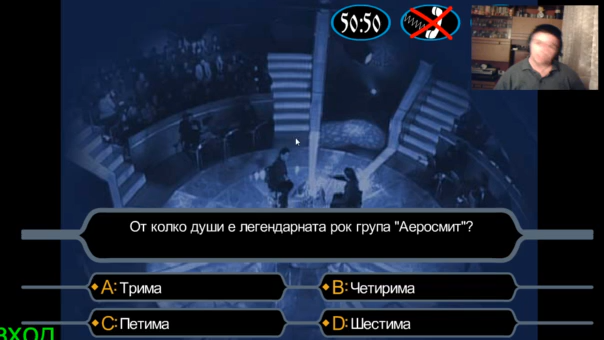 50:50
От колко души е легендарната рок група "Аеросмит"?
A: Трима
B: Четирима
C: Петима
D: Шестима
вход